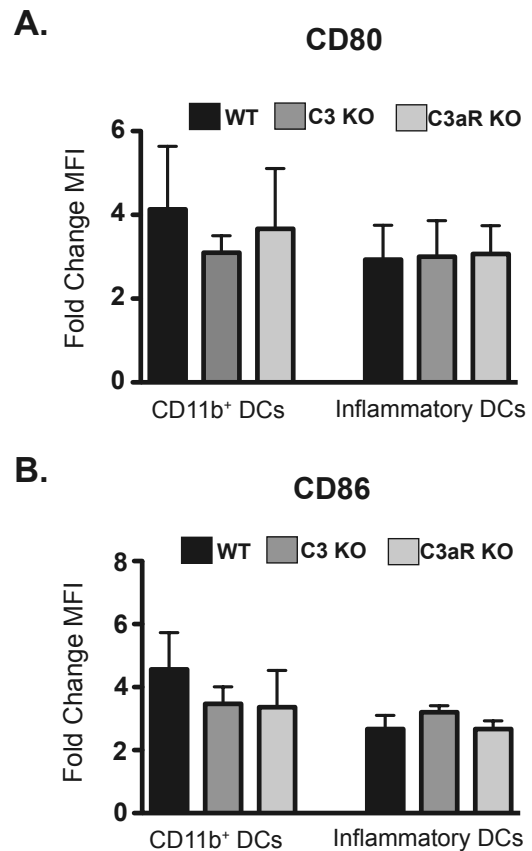 A.
CD80
WT C3 KO C3aR KO
Fold Change MFI
6
4
2
0
CD11b⁺ DCs Inflammatory DCs
B.
CD86
WT C3 KO C3aR KO
Fold Change MFI
8
6
4
2
0
CD11b⁺ DCs Inflammatory DCs